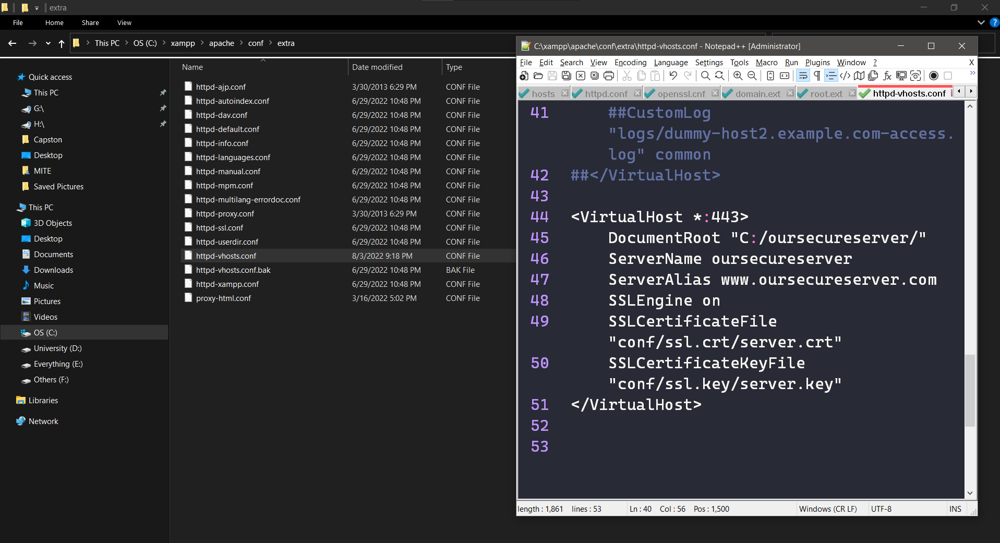 extra
File Home Share View
This PC OS (C:) xampp apache conf extra
Quick access
This PC
G:\
H:\
Capston
Desktop
MITE
Saved Pictures
This PC
3D Objects
Desktop
Documents
Downloads
Music
Pictures
Videos
OS (C:)
University (D:)
Everything (E:)
Others (F:)
Libraries
Network
Name Date modified Type
httpd-ajp.conf 3/30/2013 6:29 PM CONF File
httpd-autoindex.conf 6/29/2022 10:48 PM CONF File
httpd-dav.conf 6/29/2022 10:48 PM CONF File
httpd-default.conf 6/29/2022 10:48 PM CONF File
httpd-info.conf 6/29/2022 10:48 PM CONF File
httpd-languages.conf 6/29/2022 10:48 PM CONF File
httpd-manual.conf 6/29/2022 10:48 PM CONF File
httpd-mpm.conf 6/29/2022 10:48 PM CONF File
httpd-multilang-errordoc.conf 6/29/2022 10:48 PM CONF File
httpd-proxy.conf 3/30/2013 6:29 PM CONF File
httpd-ssl.conf 6/29/2022 10:48 PM CONF File
httpd-userdir.conf 6/29/2022 10:48 PM CONF File
httpd-vhosts.conf 8/3/2022 9:18 PM CONF File
httpd-vhosts.conf.bak 6/29/2022 10:48 PM BAK File
httpd-xampp.conf 6/29/2022 10:48 PM CONF File
proxy-html.conf 3/16/2022 5:02 PM CONF File
C:\xampp\apache\conf\extra\httpd-vhosts.conf - Notepad++ [Administrator]
File Edit Search View Encoding Language Settings Tools Macro Run Plugins Window ? X
hosts httpd.conf openssl.cnf domain.ext root.ext httpd-vhosts.conf
41 ##CustomLog
"logs/dummy-host2.example.com-access.
log" common
42 ##</VirtualHost>
43
44 <VirtualHost *:443>
45 DocumentRoot "C:/oursecureserver/"
46 ServerName oursecureserver
47 ServerAlias www.oursecureserver.com
48 SSLEngine on
49 SSLCertificateFile
"conf/ssl.crt/server.crt"
50 SSLCertificateKeyFile
"conf/ssl.key/server.key"
51 </VirtualHost>
52
53
length : 1,861 lines : 53 Ln : 40 Col : 56 Pos : 1,500 Windows (CR LF) UTF-8 INS